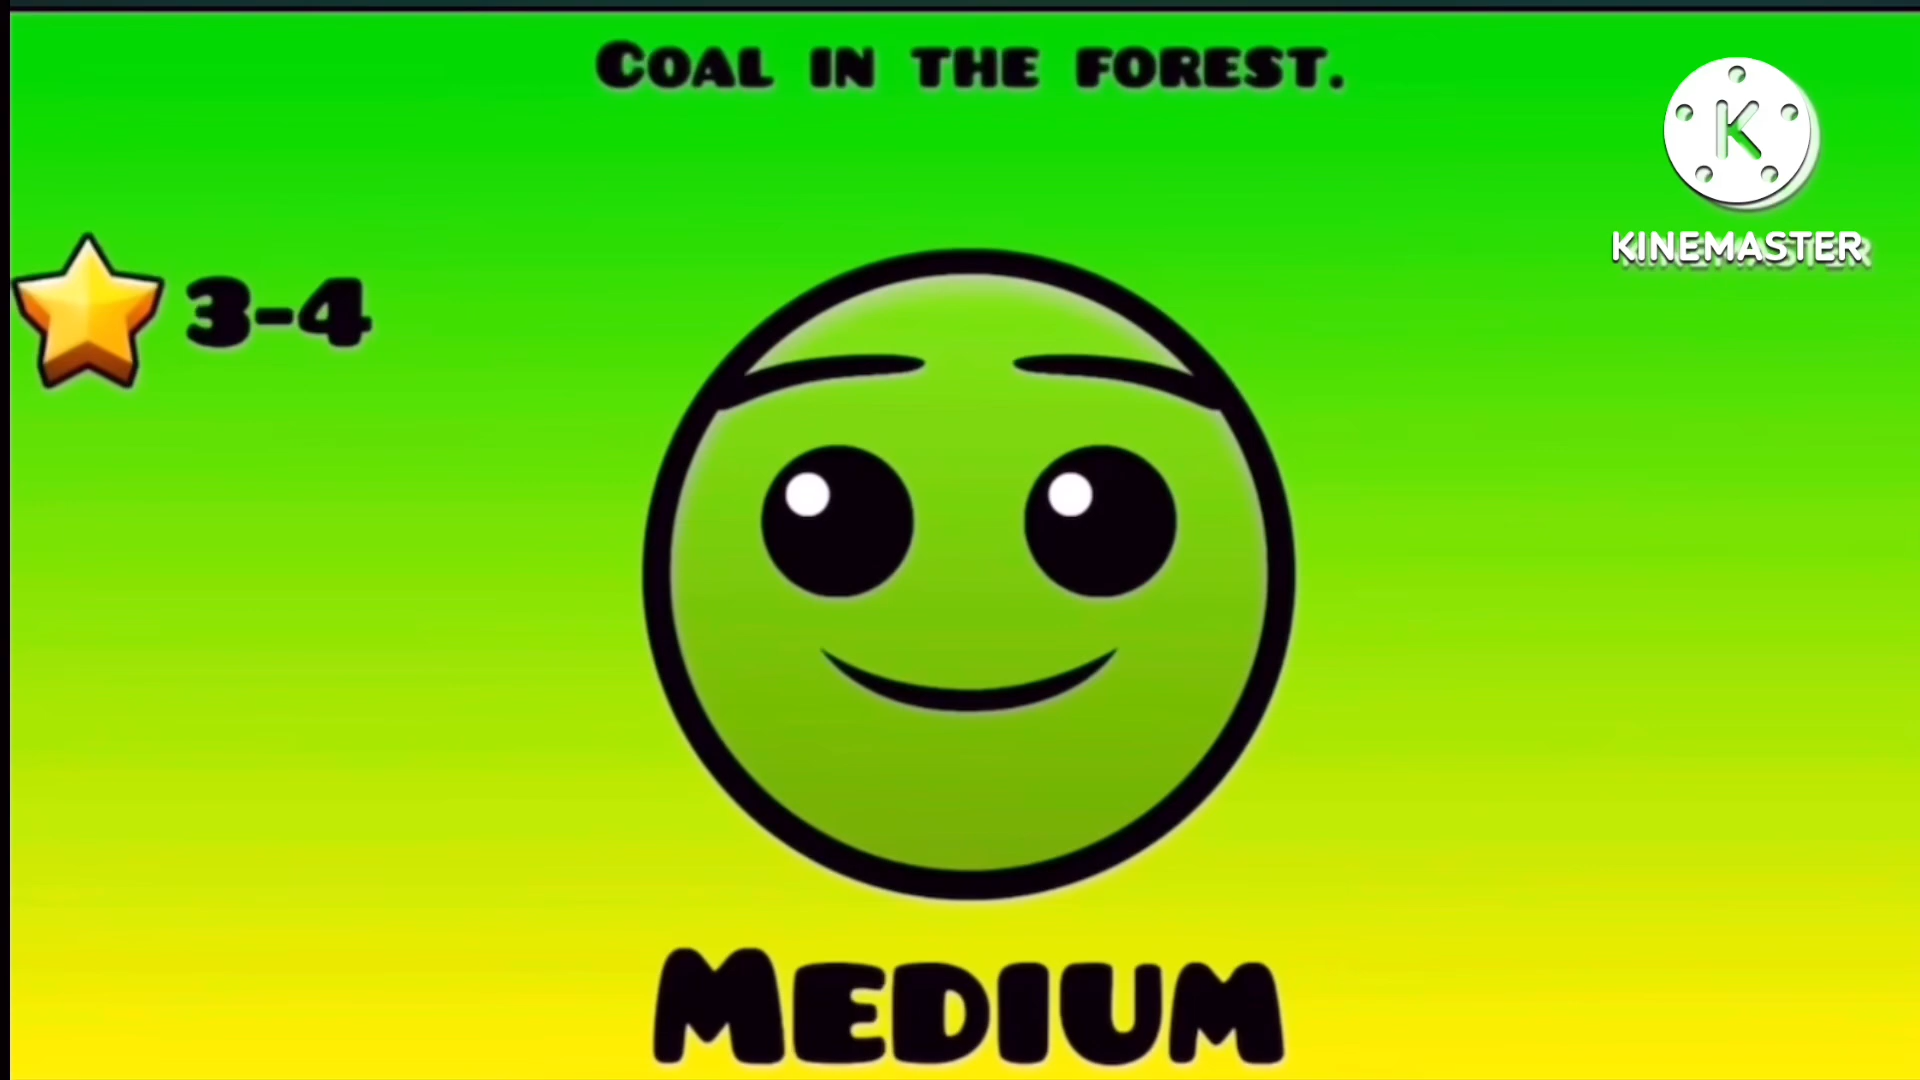 COAL IN THE FOREST.
K
KINEMASTER
3-4
MEDIUM